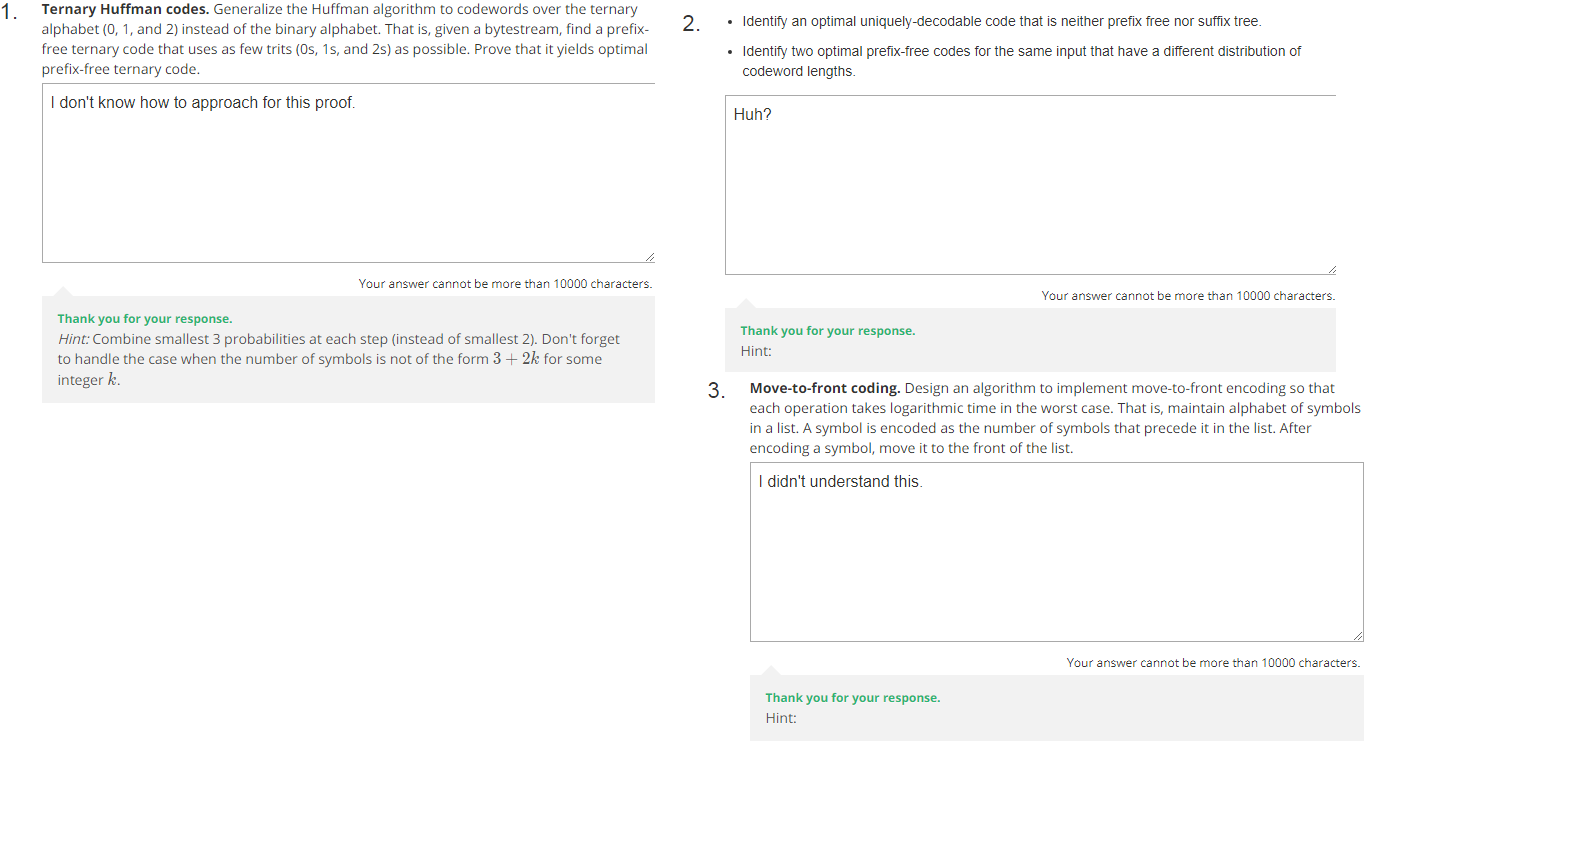 1.
Ternary Huffman codes. Generalize the Huffman algorithm to codewords over the ternary
alphabet (0, 1, and 2) instead of the binary alphabet. That is, given a bytestream, find a prefix-
free ternary code that uses as few trits (0s, 1s, and 2s) as possible. Prove that it yields optimal
prefix-free ternary code.
I don't know how to approach for this proof.
Your answer cannot be more than 10000 characters.
Thank you for your response.
Hint: Combine smallest 3 probabilities at each step (instead of smallest 2). Don't forget
to handle the case when the number of symbols is not of the form 3 + 2k for some
integer k.
2.
• Identify an optimal uniquely-decodable code that is neither prefix free nor suffix tree.
• Identify two optimal prefix-free codes for the same input that have a different distribution of
codeword lengths.
Huh?
Your answer cannot be more than 10000 characters.
Thank you for your response.
Hint:
3.
Move-to-front coding. Design an algorithm to implement move-to-front encoding so that
each operation takes logarithmic time in the worst case. That is, maintain alphabet of symbols
in a list. A symbol is encoded as the number of symbols that precede it in the list. After
encoding a symbol, move it to the front of the list.
I didn't understand this.
Your answer cannot be more than 10000 characters.
Thank you for your response.
Hint: